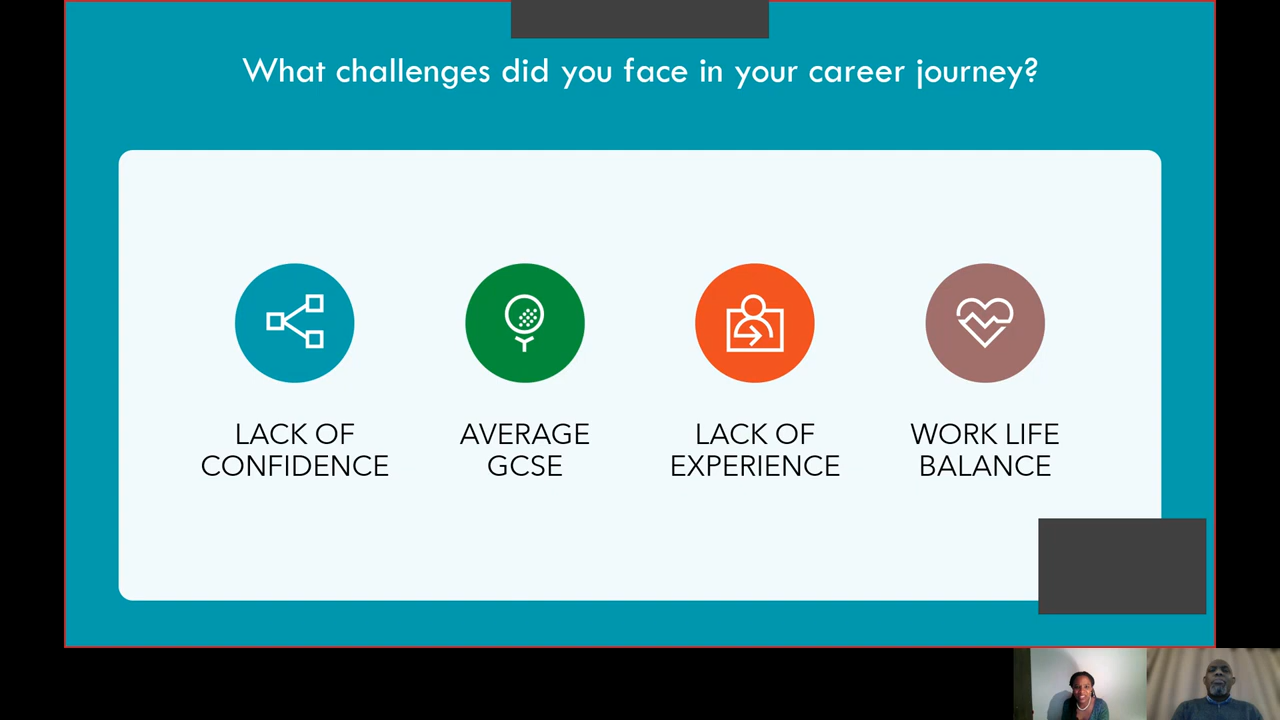 What challenges did you face in your career journey?
LACK OF
CONFIDENCE
AVERAGE
GCSE
LACK OF
EXPERIENCE
WORK LIFE
BALANCE